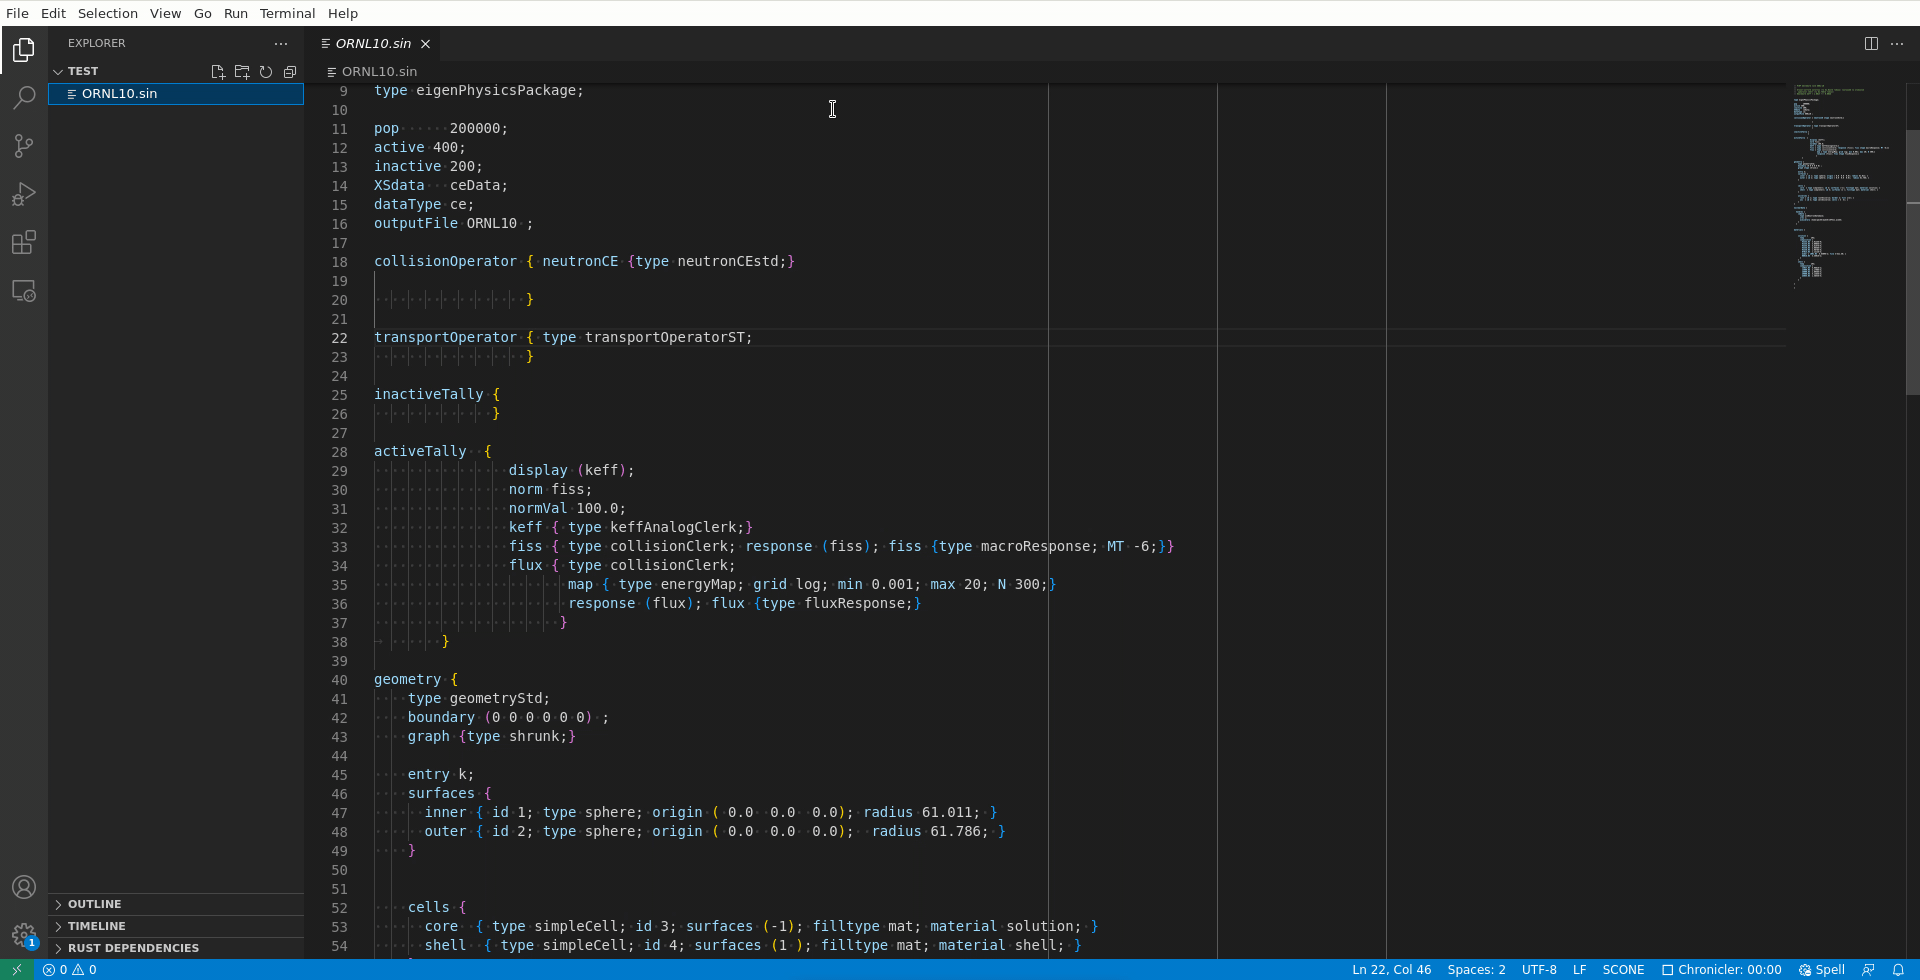 File Edit Selection View Go Run Terminal Help
EXPLORER
ORNL10.sin
TEST
ORNL10.sin
ORNL10.sin
9 type eigenPhysicsPackage;
10
11 pop 200000;
12 active 400;
13 inactive 200;
14 XSdata ceData;
15 dataType ce;
16 outputFile ORNL10 ;
17
18 collisionOperator { neutronCE {type neutronCEstd;}
19
20 }
21
22 transportOperator { type transportOperatorST;
23 }
24
25 inactiveTally {
26 }
27
28 activeTally {
29 display (keff);
30 norm fiss;
31 normVal 100.0;
32 keff { type keffAnalogClerk;}
33 fiss { type collisionClerk; response (fiss); fiss {type macroResponse; MT -6;}}
34 flux { type collisionClerk;
35 map { type energyMap; grid log; min 0.001; max 20; N 300;}
36 response (flux); flux {type fluxResponse;}
37 }
38 }
39
40 geometry {
41 type geometryStd;
42 boundary (0 0 0 0 0 0) ;
43 graph {type shrunk;}
44
45 entry k;
46 surfaces {
47 inner { id 1; type sphere; origin ( 0.0 0.0 0.0); radius 61.011; }
48 outer { id 2; type sphere; origin ( 0.0 0.0 0.0); radius 61.786; }
49 }
50
51
52 cells {
53 core { type simpleCell; id 3; surfaces (-1); filltype mat; material solution; }
54 shell { type simpleCell; id 4; surfaces (1 ); filltype mat; material shell; }
OUTLINE
TIMELINE
RUST DEPENDENCIES
1
0 0
Ln 22, Col 46 Spaces: 2 UTF-8 LF SCONE Chronicler: 00:00 Spell